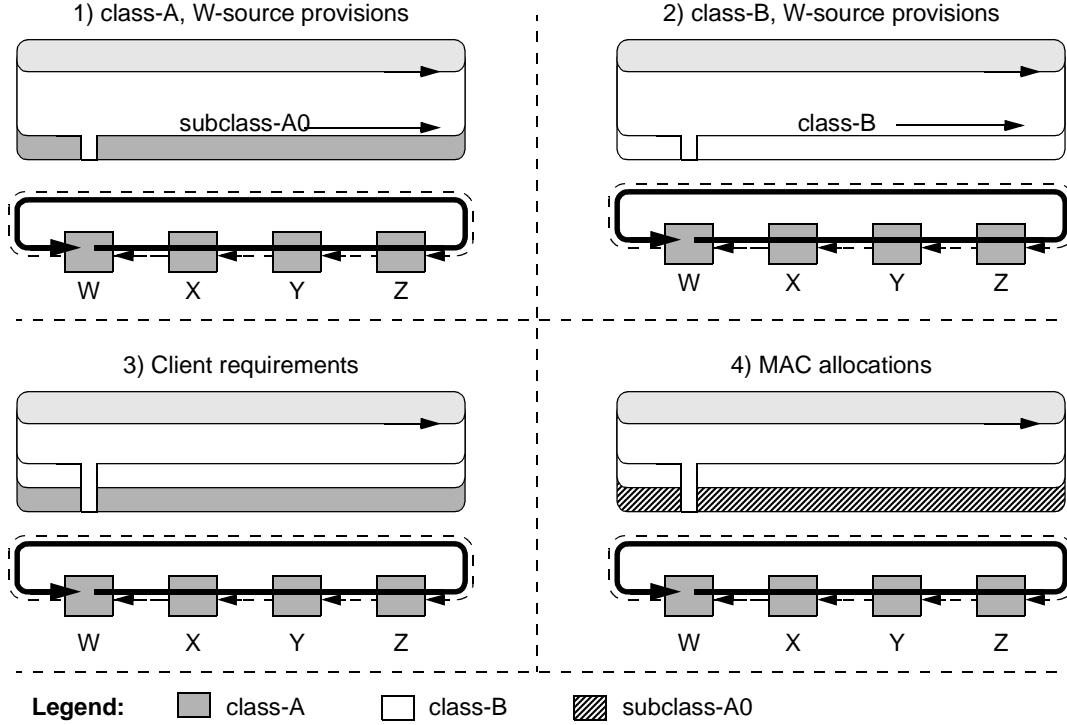 1) class-A, W-source provisions
2) class-B, W-source provisions
subclass-A0
class-B
W X Y Z
W X Y Z
3) Client requirements
4) MAC allocations
W X Y Z
W X Y Z
Legend: class-A class-B subclass-A0